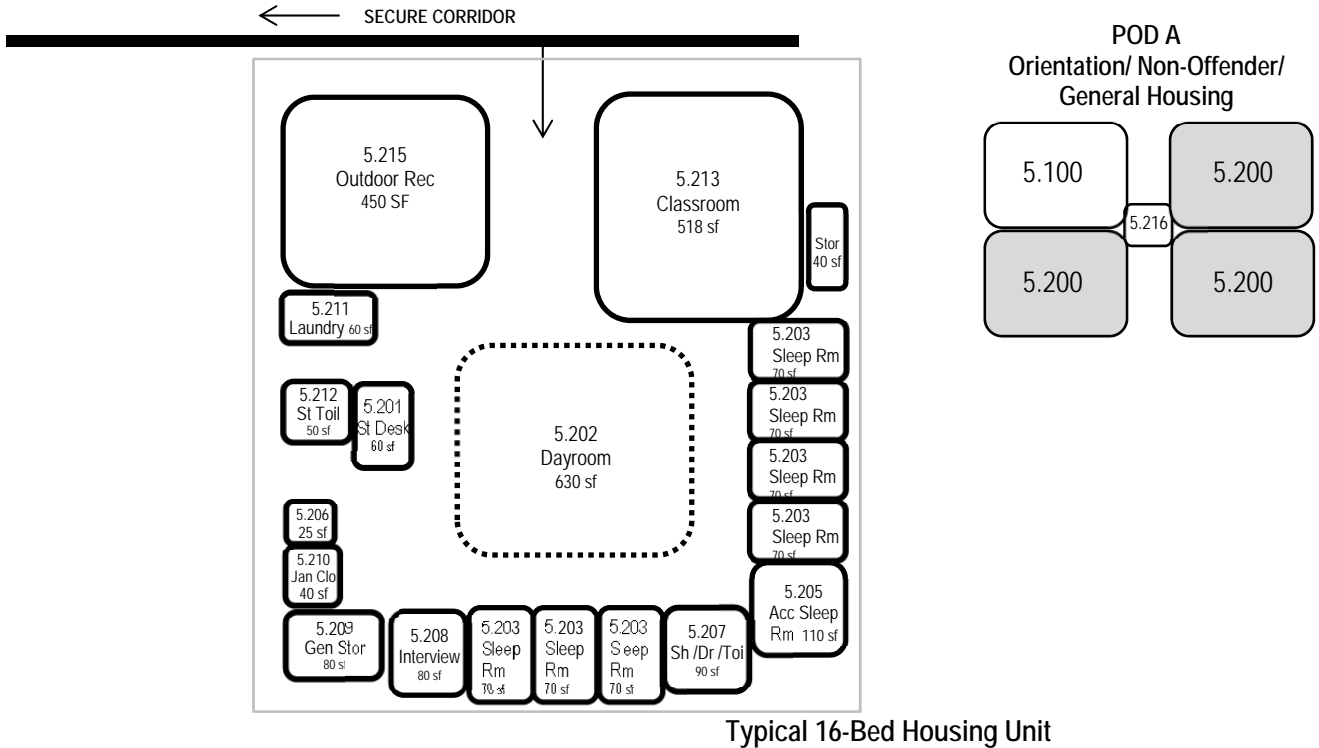 SECURE CORRIDOR
POD A
Orientation/ Non-Offender/
General Housing
5.100
5.200
5.216
5.200
5.200
5.215
Outdoor Rec
450 SF
5.213
Classroom
518 sf
Stor
40 sf
5.211
Laundry 60 sf
5.203
Sleep Rm
70 sf
5.212
St Toil
50 sf
5.201
St Desk
60 sf
5.203
Sleep Rm
70 sf
5.202
Dayroom
630 sf
5.203
Sleep Rm
70 sf
5.206
25 sf
5.203
Sleep Rm
70 sf
5.210
Jan Clo
40 sf
5.205
Acc Sleep
Rm 110 sf
5.209
Gen Stor
80 sf
5.208
Interview
80 sf
5.203
Sleep
Rm
70 sf
5.203
Sleep
Rm
70 sf
5.203
Sleep
Rm
70 sf
5.207
Sh /Dr /Toi
90 sf
Typical 16-Bed Housing Unit